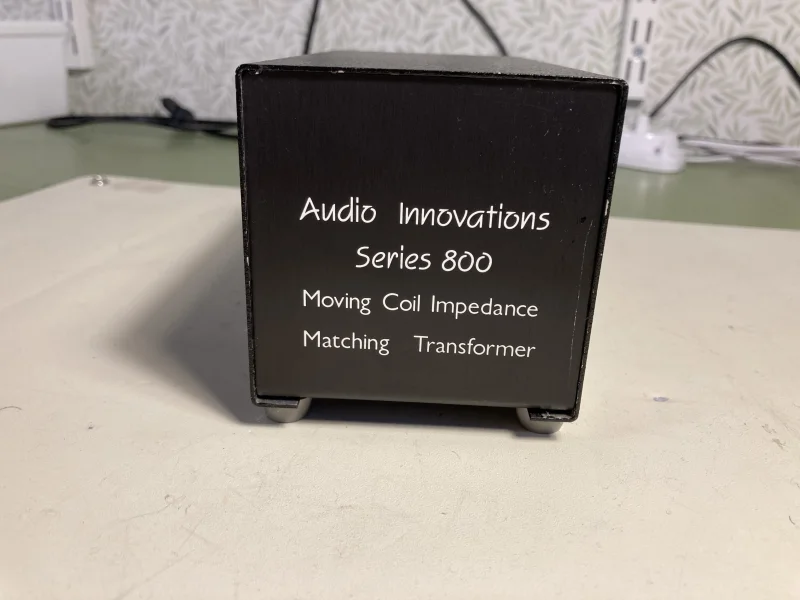 Audio Innovations
Series 800
Moving Coil Impedance
Matching Transformer